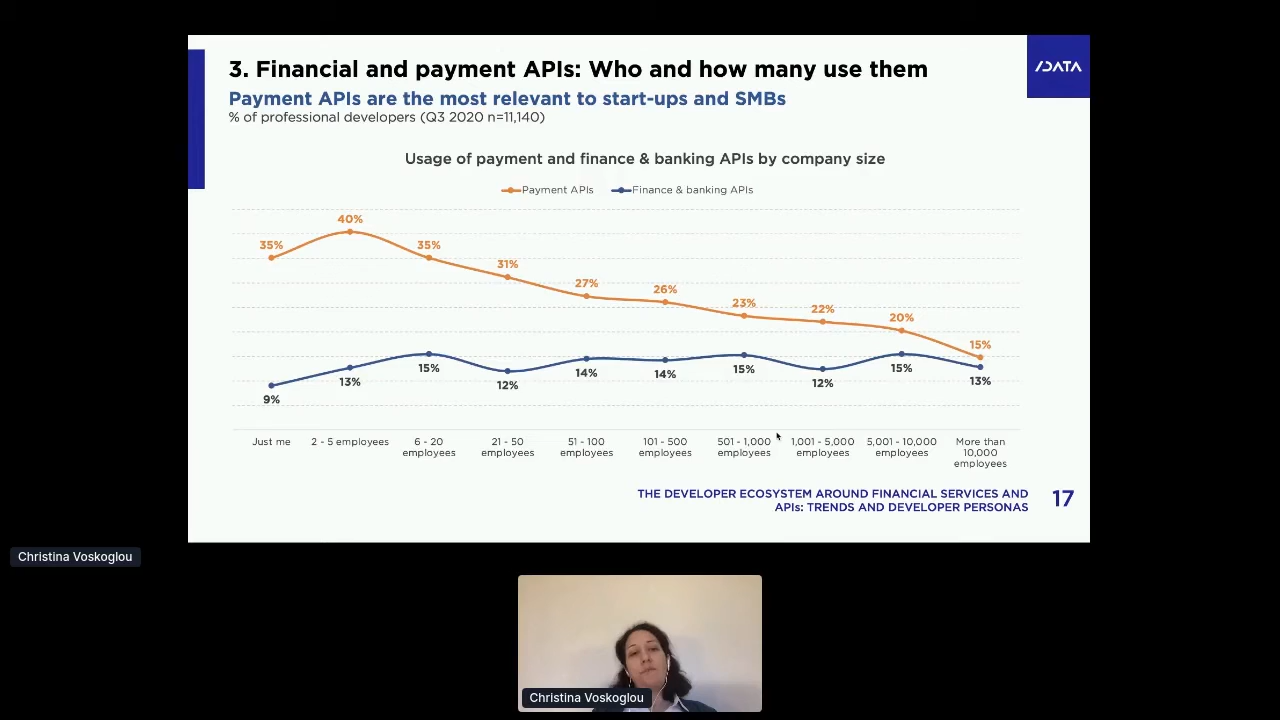 3. Financial and payment APIs: Who and how many use them
/DATA
Payment APIs are the most relevant to start-ups and SMBs
% of professional developers (Q3 2020 n=11,140)
Usage of payment and finance & banking APIs by company size
Payment APIs Finance & banking APIs
35% 40% 35% 31% 27% 26% 23% 22% 20% 15%
9% 13% 15% 12% 14% 14% 15% 12% 15% 13%
Just me 2 - 5 employees 6 - 20 21 - 50 51 - 100 101 - 500 501 - 1,000 1,001 - 5,000 5,001 - 10,000 More than
employees employees employees employees employees employees employees 10,000
employees
THE DEVELOPER ECOSYSTEM AROUND FINANCIAL SERVICES AND
APIs: TRENDS AND DEVELOPER PERSONAS
17
Christina Voskoglou
Christina Voskoglou